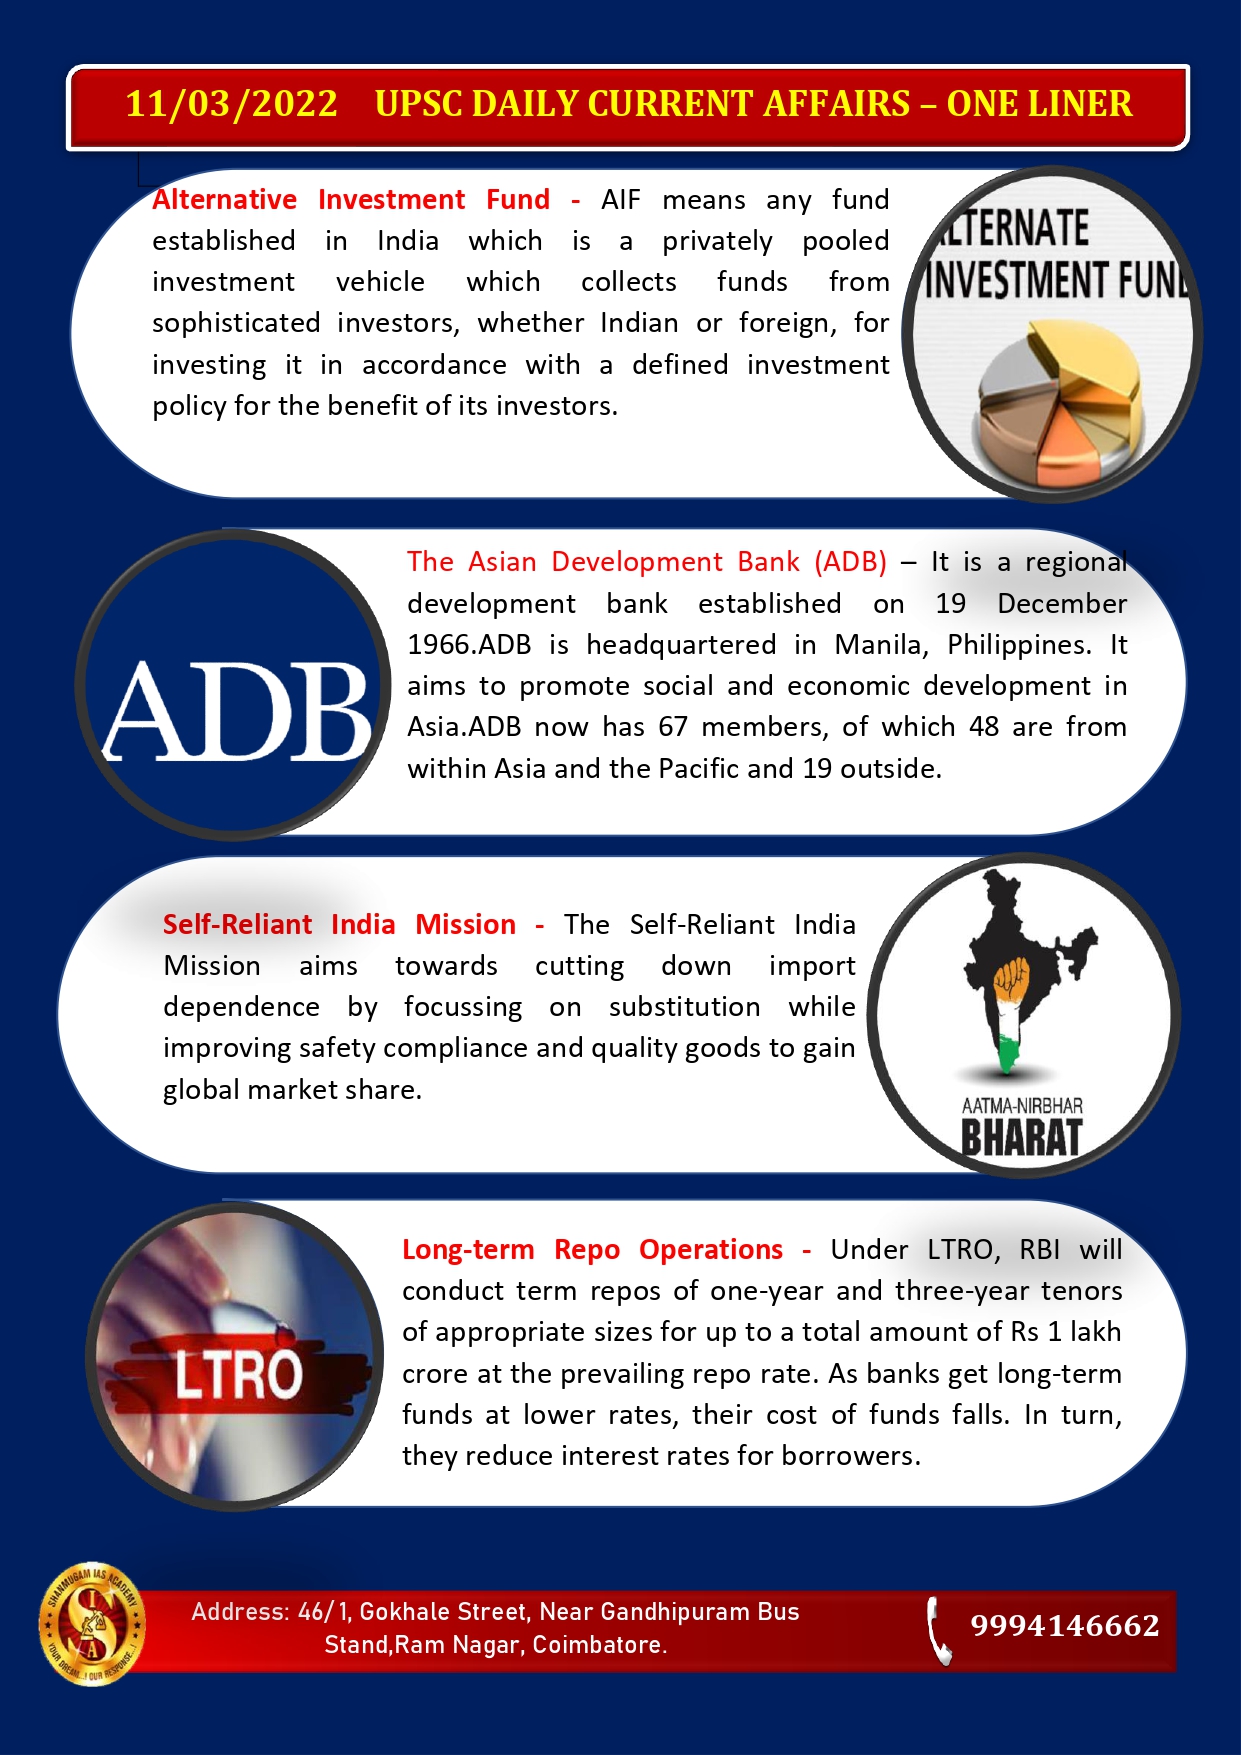 11/03/2022 UPSC DAILY CURRENT AFFAIRS – ONE LINER
Alternative Investment Fund - AIF means any fund
established in India which is a privately pooled
investment vehicle which collects funds from
sophisticated investors, whether Indian or foreign, for
investing it in accordance with a defined investment
policy for the benefit of its investors.
ALTERNATE
INVESTMENT FUND
The Asian Development Bank (ADB) – It is a regional
development bank established on 19 December
1966.ADB is headquartered in Manila, Philippines. It
aims to promote social and economic development in
Asia.ADB now has 67 members, of which 48 are from
within Asia and the Pacific and 19 outside.
ADB
Self-Reliant India Mission - The Self-Reliant India
Mission aims towards cutting down import
dependence by focussing on substitution while
improving safety compliance and quality goods to gain
global market share.
AATMA-NIRBHAR
BHARAT
Long-term Repo Operations - Under LTRO, RBI will
conduct term repos of one-year and three-year tenors
of appropriate sizes for up to a total amount of Rs 1 lakh
crore at the prevailing repo rate. As banks get long-term
funds at lower rates, their cost of funds falls. In turn,
they reduce interest rates for borrowers.
LTRO
SHANMUGAM IAS ACADEMY
SIA
YOUR DREAM...! OUR RESPONSE...!
Address: 46/1, Gokhale Street, Near Gandhipuram Bus
Stand,Ram Nagar, Coimbatore.
9994146662